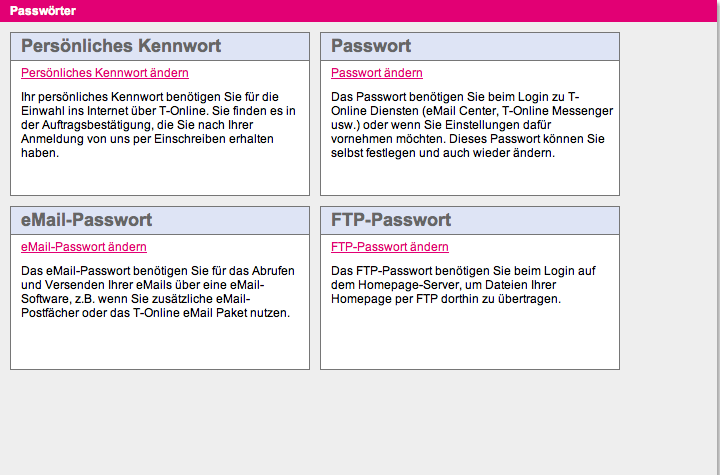 Passwörter
Persönliches Kennwort
Persönliches Kennwort ändern
Ihr persönliches Kennwort benötigen Sie für die
Einwahl ins Internet über T-Online. Sie finden es in
der Auftragsbestätigung, die Sie nach Ihrer
Anmeldung von uns per Einschreiben erhalten
haben.
Passwort
Passwort ändern
Das Passwort benötigen Sie beim Login zu T-
Online Diensten (eMail Center, T-Online Messenger
usw.) oder wenn Sie Einstellungen dafür
vornehmen möchten. Dieses Passwort können Sie
selbst festlegen und auch wieder ändern.
eMail-Passwort
eMail-Passwort ändern
Das eMail-Passwort benötigen Sie für das Abrufen
und Versenden Ihrer eMails über eine eMail-
Software, z.B. wenn Sie zusätzliche eMail-
Postfächer oder das T-Online eMail Paket nutzen.
FTP-Passwort
FTP-Passwort ändern
Das FTP-Passwort benötigen Sie beim Login auf
dem Homepage-Server, um Dateien Ihrer
Homepage per FTP dorthin zu übertragen.